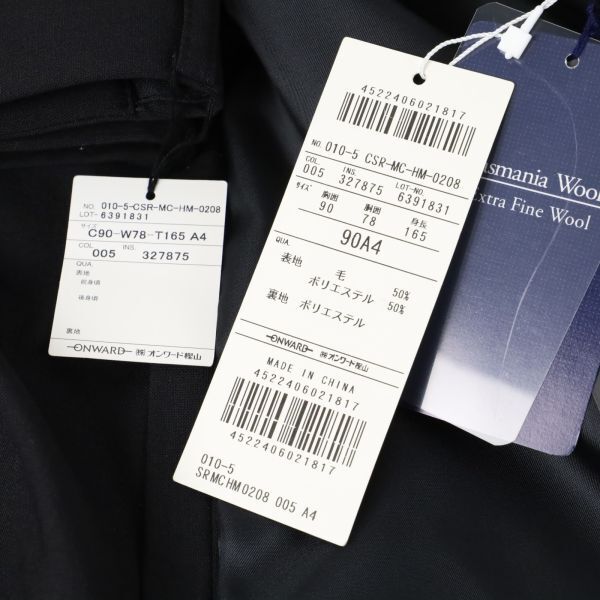 NO. 010-5-CSR-MC-HM-0208
LOT- 6391831
サイズ
C90-W78-T165 A4
COL. INS.
005 327875
QUA.
表地
前身頃
後身頃
裏地
ONWARD ㈱オンワード樫山
4522406021817
NO. 010-5 CSR-MC-HM-0208
COL. INS. LOT-NO.
005 327875 6391831
サイズ 胸囲 胴囲 身長
90 78 165
90A4
QUA.
表地 毛 50%
ポリエステル 50%
裏地 ポリエステル
ONWARD ㈱オンワード樫山
MADE IN CHINA
4522406021817
4522406021817
010-5
SRMCHM0208 005 A4
asmania Wool
Extra Fine Wool